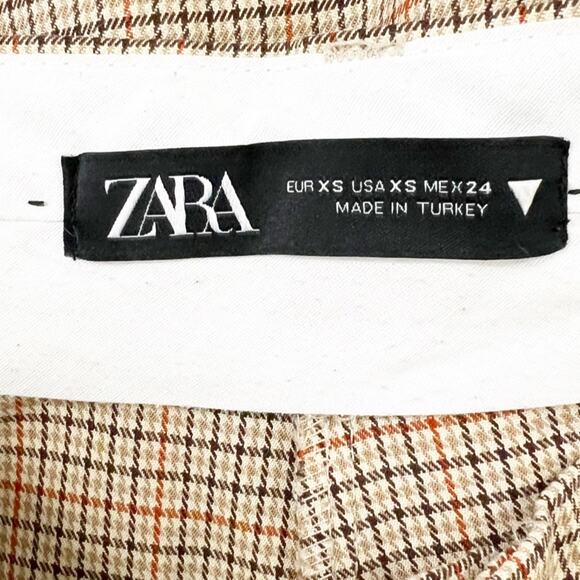 ZARA
EUR XS USA XS MEX 24
MADE IN TURKEY